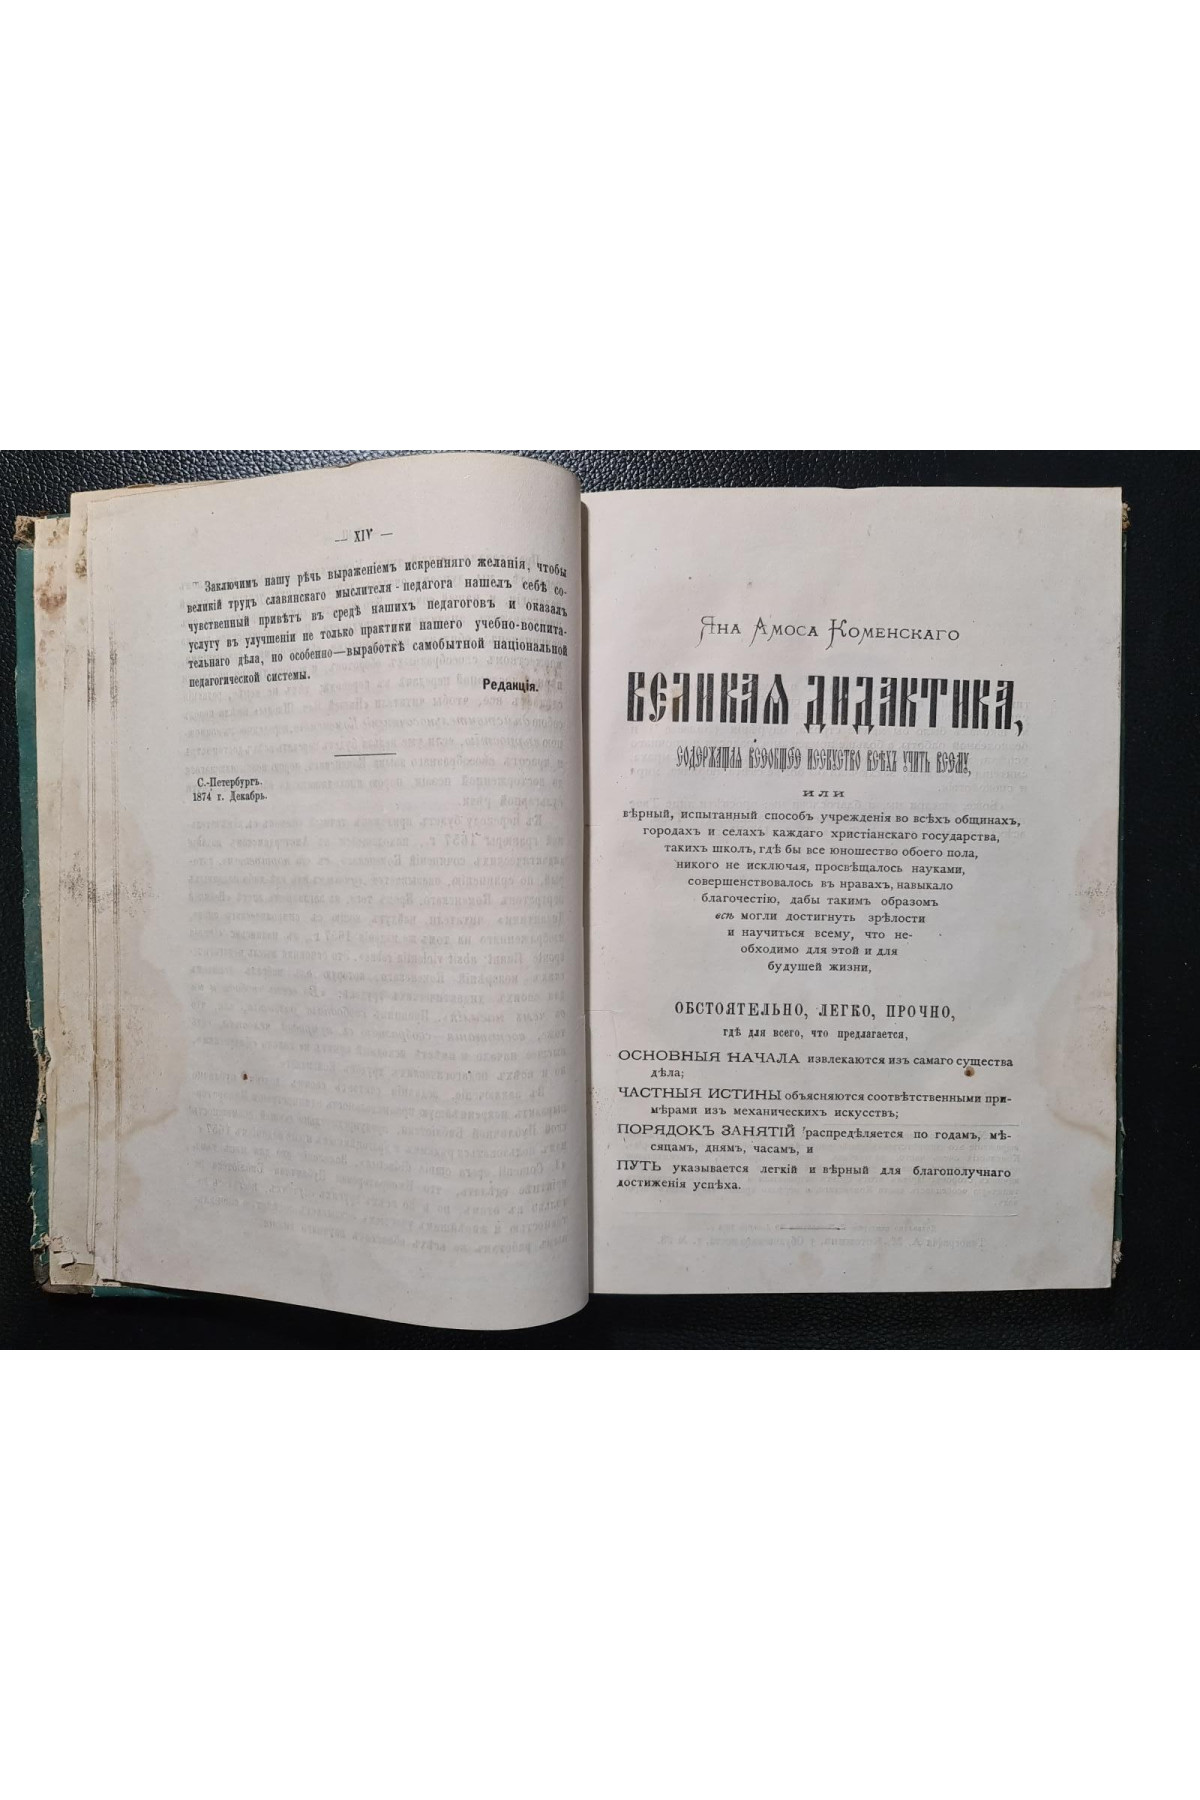 — XIV —
Заключимъ нашу рѣчь выраженіемъ искренняго желанія, чтобы
великій трудъ славянскаго мыслителя - педагога нашелъ себѣ со-
чувственный привѣтъ въ средѣ нашихъ педагоговъ и оказалъ
услугу въ улучшеніи не только практики нашего учебно-воспита-
тельнаго дѣла, но особенно—выработкѣ самобытной національной
педагогической системы.
Редакція.
С.-Петербургъ.
1874 г. Декабрь.
Яна Амоса Коменскаго
ВЕЛИКАЯ ДИДАКТИКА,
СОДЕРЖАЩАЯ ВСЕОБЩЕЕ ИССКУСТВО ВСѢХЪ УЧИТЬ ВСЕМУ,
или
вѣрный, испытанный способъ учрежденія во всѣхъ общинахъ,
городахъ и селахъ каждаго христіанскаго государства,
такихъ школъ, гдѣ бы все юношество обоего пола,
никого не исключая, просвѣщалось науками,
совершенствовалось въ нравахъ, навыкало
благочестію, дабы такимъ образомъ
всѣ могли достигнуть зрѣлости
и научиться всему, что не-
обходимо для этой и для
будущей жизни,
ОБСТОЯТЕЛЬНО, ЛЕГКО, ПРОЧНО,
гдѣ для всего, что предлагается,
ОСНОВНЫЯ НАЧАЛА извлекаются изъ самаго существа
дѣла;
ЧАСТНЫЯ ИСТИНЫ объясняются соотвѣтственными при-
мѣрами изъ механическихъ искусствъ;
ПОРЯДОКЪ ЗАНЯТІЙ распредѣляется по годамъ, мѣ-
сяцамъ, днямъ, часамъ, и
ПУТЬ указывается легкій и вѣрный для благополучнаго
достиженія успѣха.